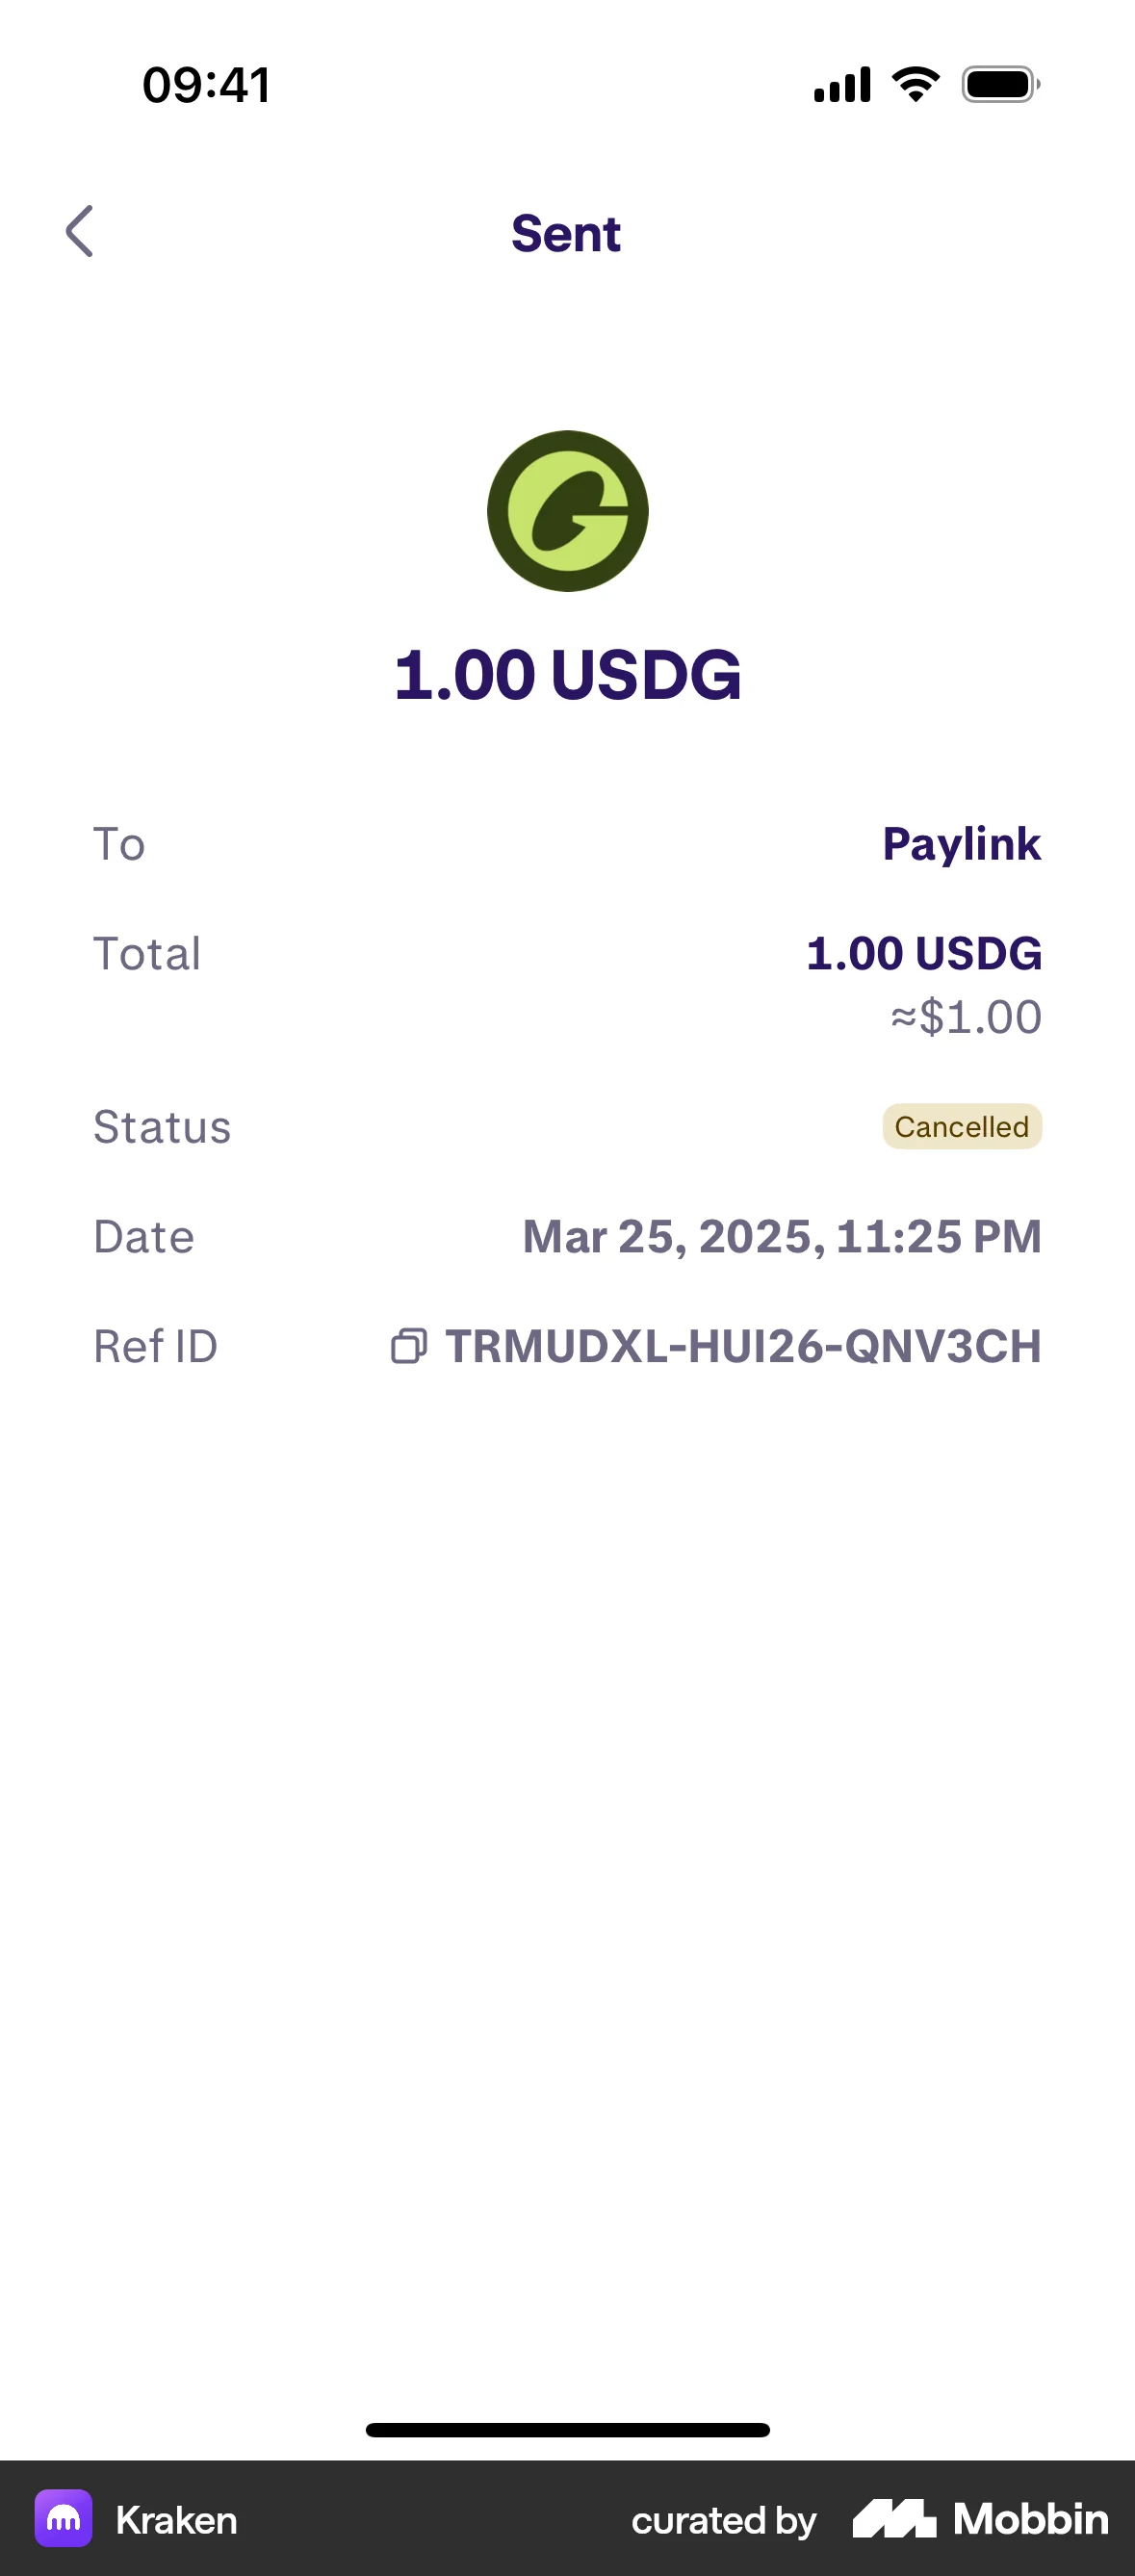 09:41
Sent
1.00 USDG
To Paylink
Total 1.00 USDG
≈$1.00
Status Cancelled
Date Mar 25, 2025, 11:25 PM
Ref ID TRMUDXL-HUI26-QNV3CH
Kraken curated by Mobbin